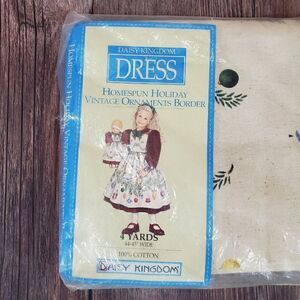 DAISY KINGDOM
DRESS
HOMESPUN HOLIDAY
VINTAGE ORNAMENTS BORDER
4 YARDS
44-45" WIDE
100% COTTON
DAISY KINGDOM
HOMESPUN HOLIDAY VINTAGE ORNAMENTS